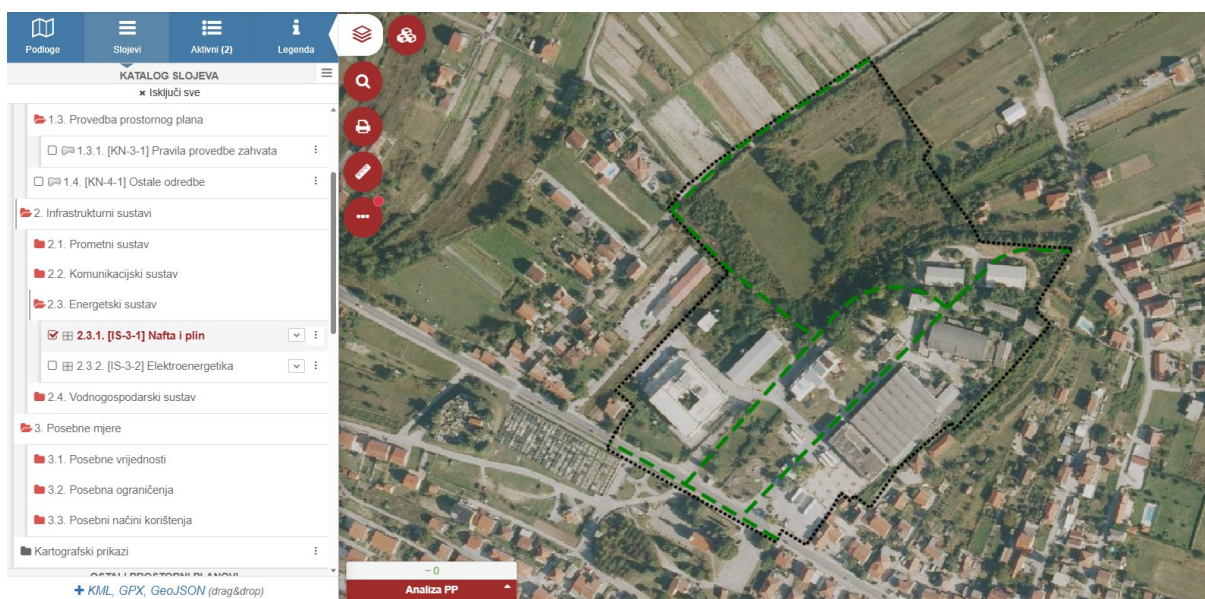 Podloge
Slojevi
Aktivni (2)
Legenda
KATALOG SLOJEVA
× Isključi sve
1.3. Provedba prostornog plana
1.3.1. [KN-3-1] Pravila provedbe zahvata
1.4. [KN-4-1] Ostale odredbe
2. Infrastrukturni sustavi
2.1. Prometni sustav
2.2. Komunikacijski sustav
2.3. Energetski sustav
2.3.1. [IS-3-1] Nafta i plin
2.3.2. [IS-3-2] Elektroenergetika
2.4. Vodnogospodarski sustav
3. Posebne mjere
3.1. Posebne vrijednosti
3.2. Posebna ograničenja
3.3. Posebni načini korištenja
Kartografski prikazi
OSTALI PROSTORNI PLANOVI
+ KML, GPX, GeoJSON (drag&drop)
~ 0
Analiza PP